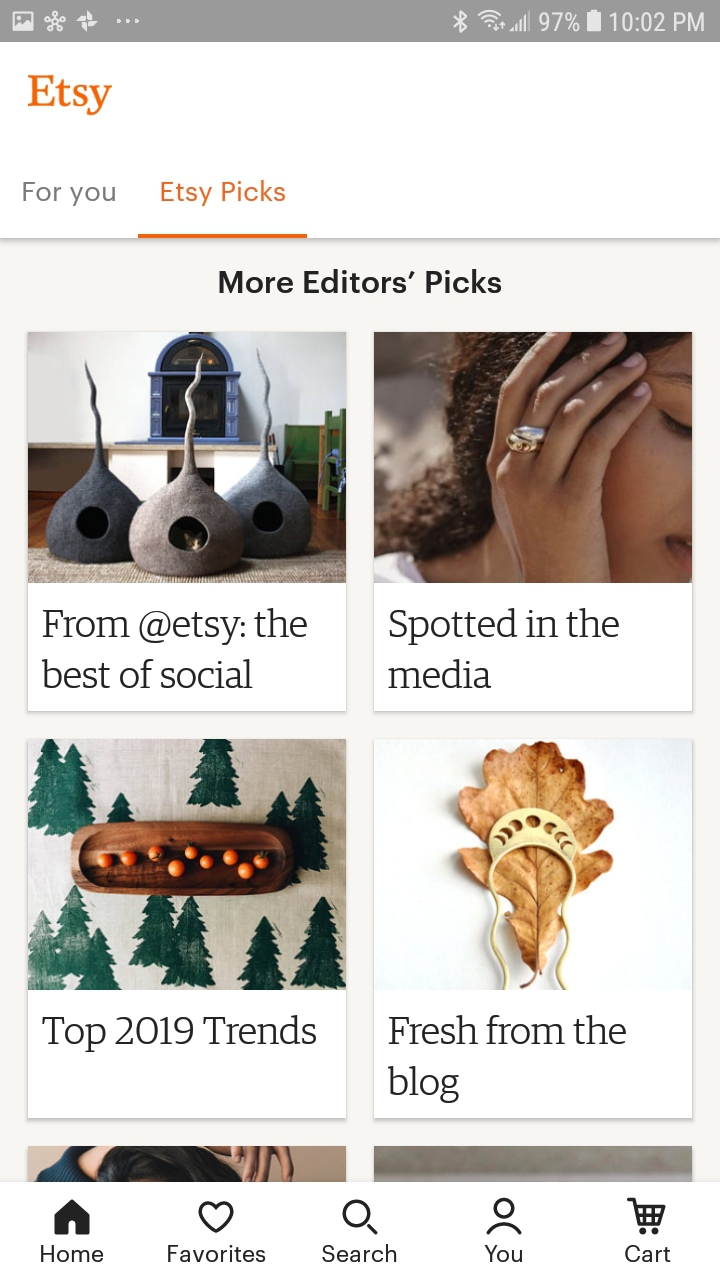 97% 10:02 PM
Etsy
For you Etsy Picks
More Editors’ Picks
From @etsy: the
best of social
Spotted in the
media
Top 2019 Trends
Fresh from the
blog
Home Favorites Search You Cart